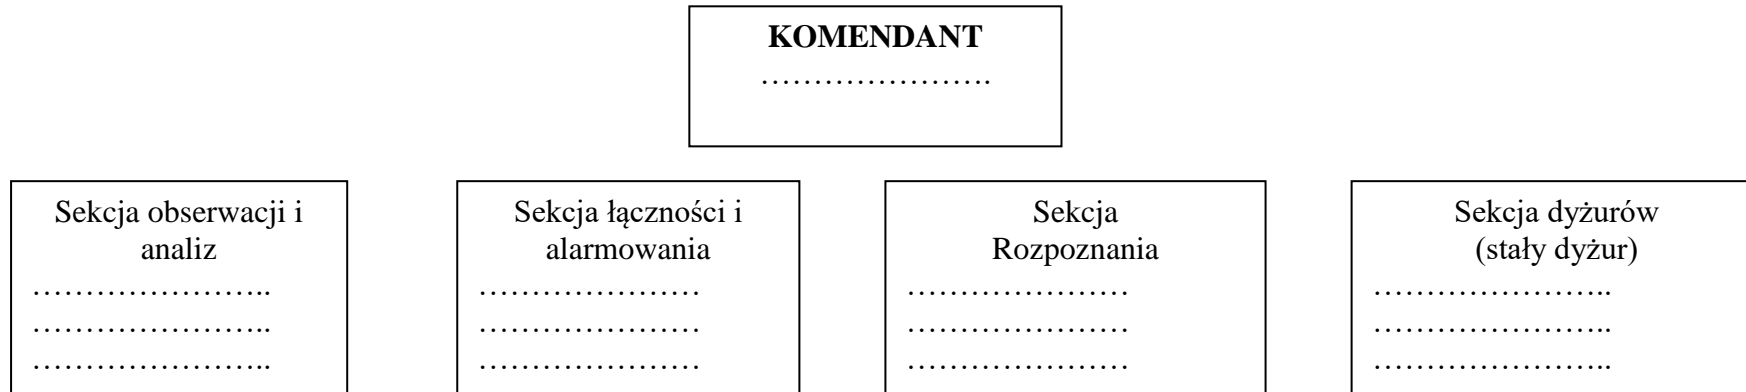 KOMENDANT
………………….
Sekcja obserwacji i
analiz
…………………..
…………………..
…………………..
Sekcja łączności i
alarmowania
…………………
…………………
…………………
Sekcja
Rozpoznania
…………………
…………………
…………………
Sekcja dyżurów
(stały dyżur)
…………………..
…………………..
…………………..